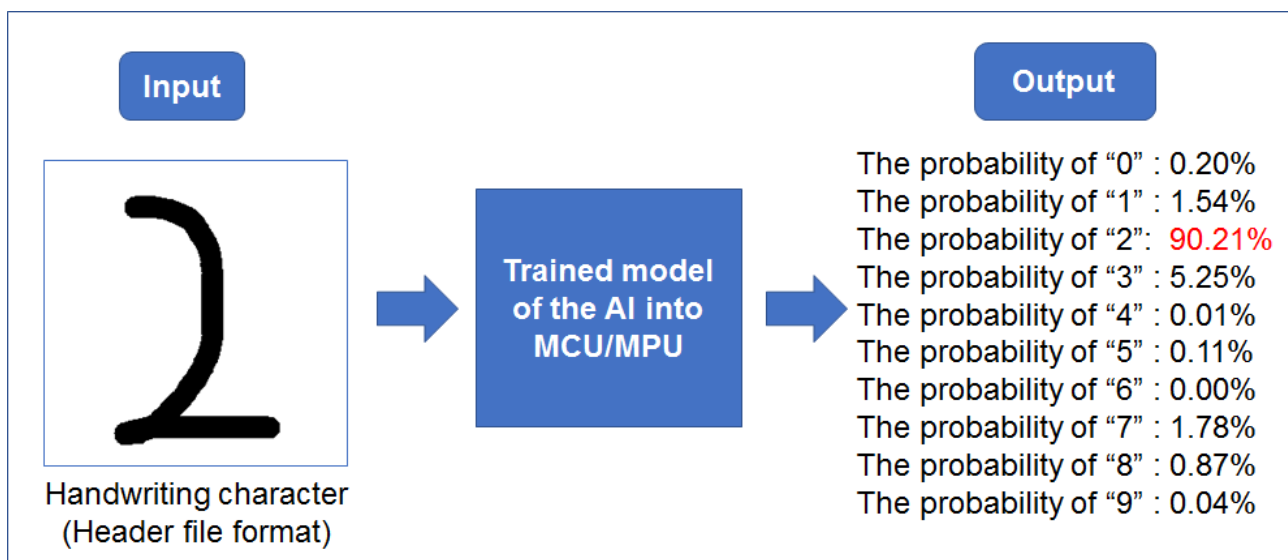 Input
2
Handwriting character
(Header file format)
Trained model
of the AI into
MCU/MPU
Output
The probability of “0” : 0.20%
The probability of “1” : 1.54%
The probability of “2”: 90.21%
The probability of “3” : 5.25%
The probability of “4” : 0.01%
The probability of “5” : 0.11%
The probability of “6” : 0.00%
The probability of “7” : 1.78%
The probability of “8” : 0.87%
The probability of “9” : 0.04%